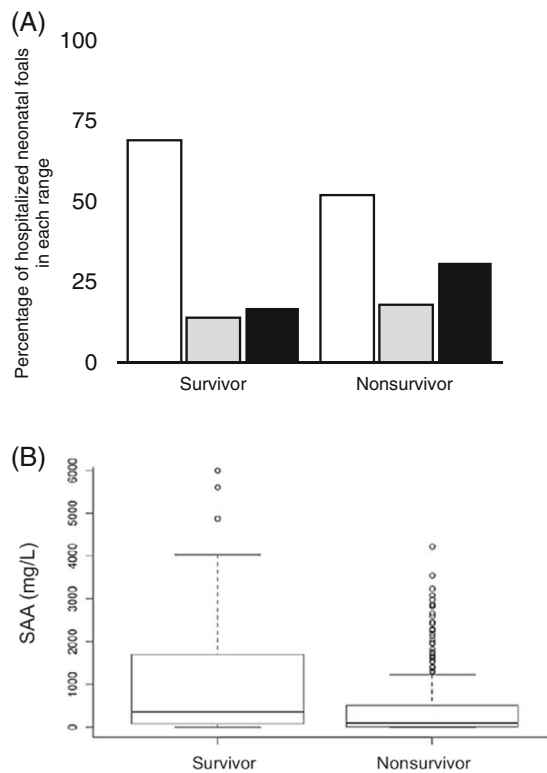 (A)
Percentage of hospitalized neonatal foals
in each range
100
75
50
25
0
Survivor
Nonsurvivor
(B)
SAA (mg/L)
6000
5000
4000
3000
2000
1000
0
Survivor
Nonsurvivor